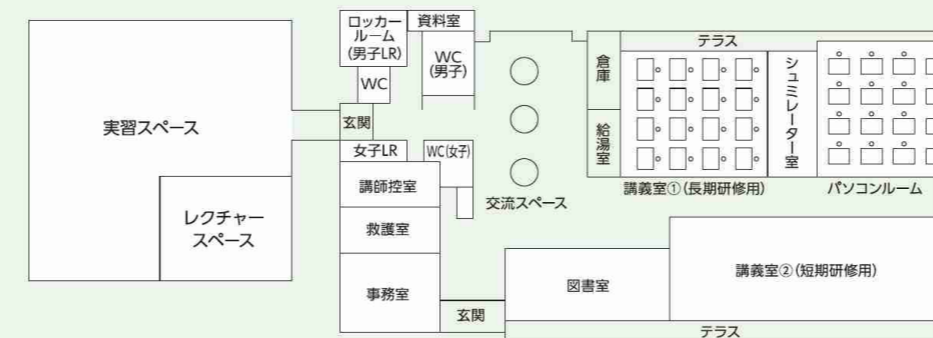 ロッカー
ルーム
(男子LR)
資料室
WC
(男子)
WC
玄関
女子LR
WC(女子)
講師控室
救護室
事務室
玄関
実習スペース
レクチャー
スペース
交流スペース
倉庫
給湯室
テラス
シュミレーター室
講義室①(長期研修用)
パソコンルーム
図書室
講義室②(短期研修用)
テラス